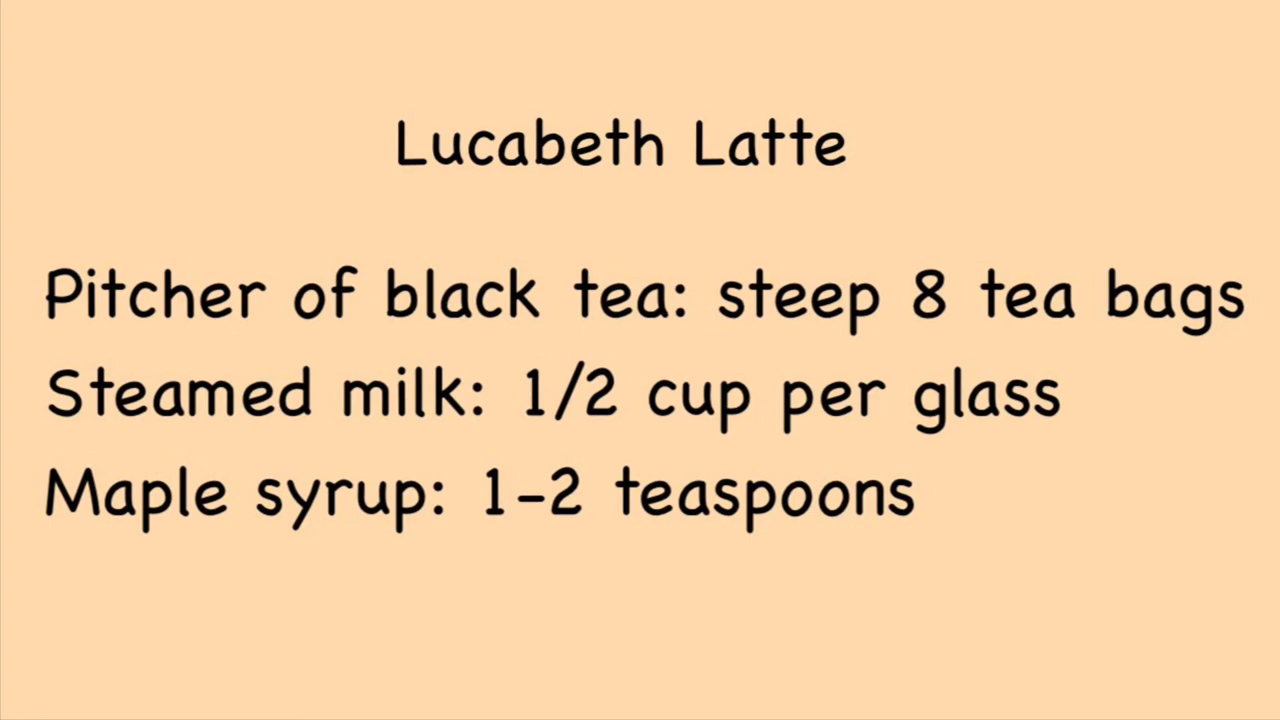 Lucabeth Latte
Pitcher of black tea: steep 8 tea bags
Steamed milk: 1/2 cup per glass
Maple syrup: 1-2 teaspoons